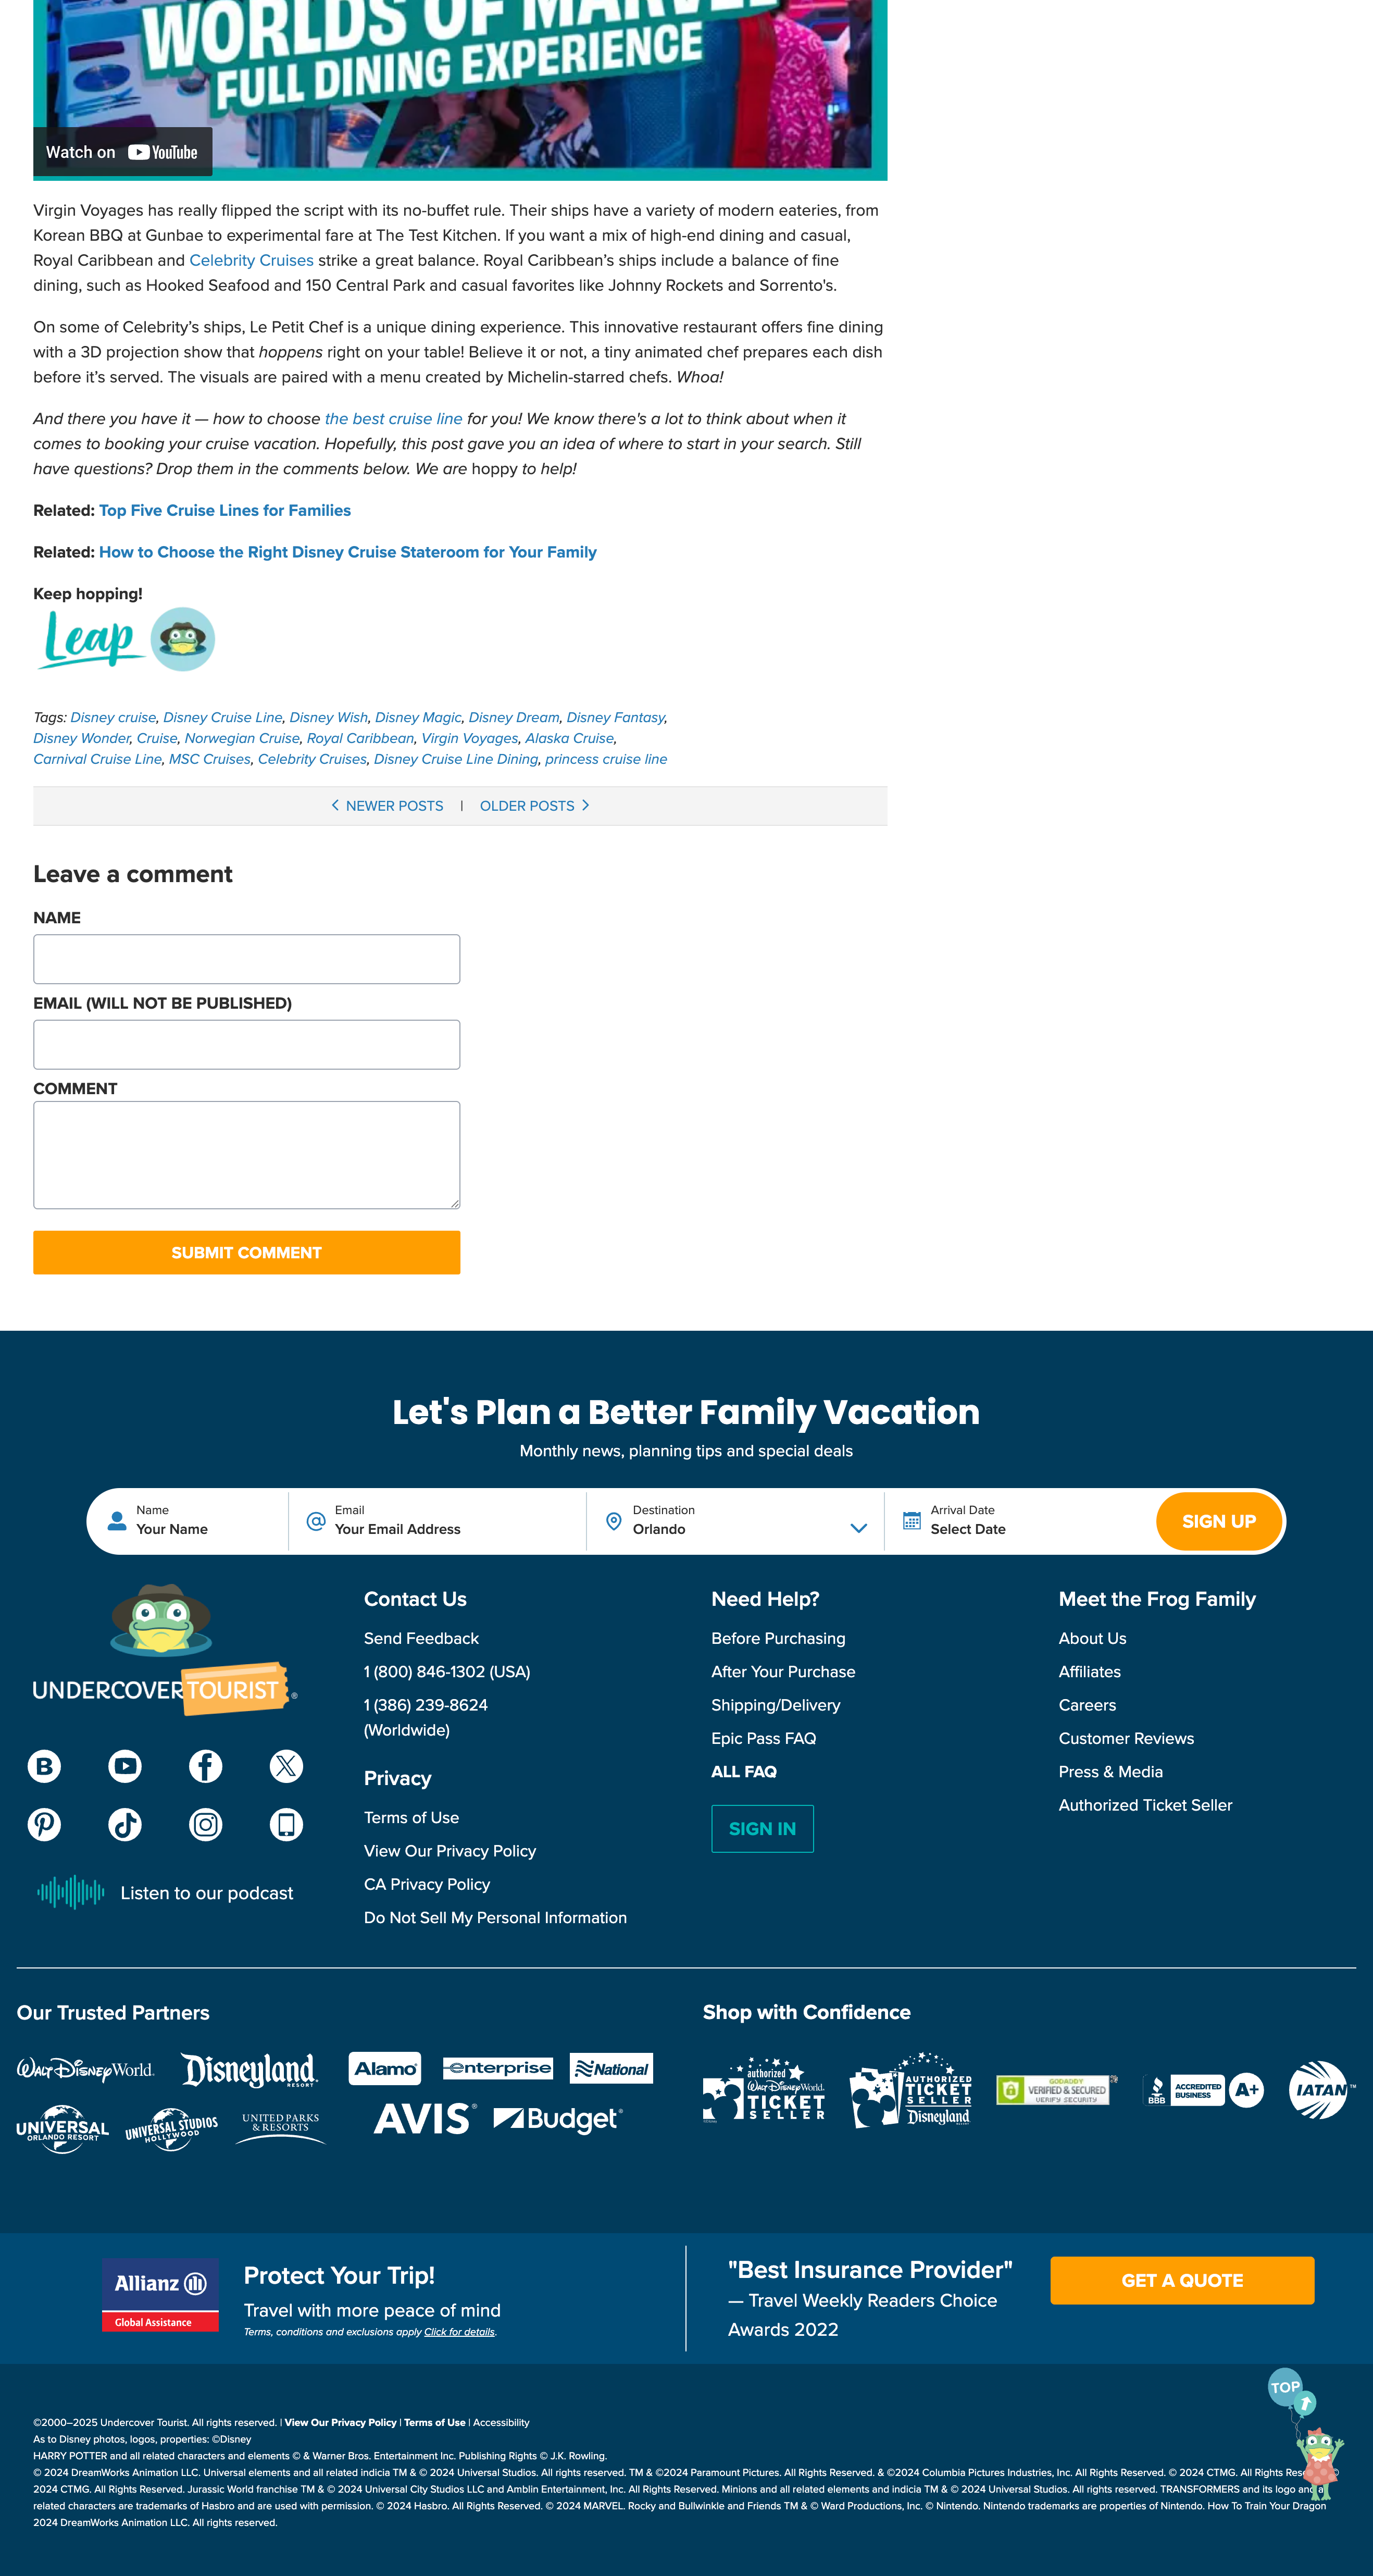 WORLDS OF MARVEL
FULL DINING EXPERIENCE
Watch on YouTube
Virgin Voyages has really flipped the script with its no-buffet rule. Their ships have a variety of modern eateries, from
Korean BBQ at Gunbae to experimental fare at The Test Kitchen. If you want a mix of high-end dining and casual,
Royal Caribbean and Celebrity Cruises strike a great balance. Royal Caribbean’s ships include a balance of fine
dining, such as Hooked Seafood and 150 Central Park and casual favorites like Johnny Rockets and Sorrento's.
On some of Celebrity’s ships, Le Petit Chef is a unique dining experience. This innovative restaurant offers fine dining
with a 3D projection show that hoppens right on your table! Believe it or not, a tiny animated chef prepares each dish
before it’s served. The visuals are paired with a menu created by Michelin-starred chefs. Whoa!
And there you have it — how to choose the best cruise line for you! We know there's a lot to think about when it
comes to booking your cruise vacation. Hopefully, this post gave you an idea of where to start in your search. Still
have questions? Drop them in the comments below. We are hoppy to help!
Related: Top Five Cruise Lines for Families
Related: How to Choose the Right Disney Cruise Stateroom for Your Family
Keep hopping!
Leap
Tags: Disney cruise, Disney Cruise Line, Disney Wish, Disney Magic, Disney Dream, Disney Fantasy,
Disney Wonder, Cruise, Norwegian Cruise, Royal Caribbean, Virgin Voyages, Alaska Cruise,
Carnival Cruise Line, MSC Cruises, Celebrity Cruises, Disney Cruise Line Dining, princess cruise line
NEWER POSTS | OLDER POSTS
Leave a comment
NAME
EMAIL (WILL NOT BE PUBLISHED)
COMMENT
SUBMIT COMMENT
Let's Plan a Better Family Vacation
Monthly news, planning tips and special deals
Name
Your Name
Email
Your Email Address
Destination
Orlando
Arrival Date
Select Date
SIGN UP
UNDERCOVER TOURIST ®
Listen to our podcast
Contact Us
Send Feedback
1 (800) 846-1302 (USA)
1 (386) 239-8624
(Worldwide)
Privacy
Terms of Use
View Our Privacy Policy
CA Privacy Policy
Do Not Sell My Personal Information
Need Help?
Before Purchasing
After Your Purchase
Shipping/Delivery
Epic Pass FAQ
ALL FAQ
SIGN IN
Meet the Frog Family
About Us
Affiliates
Careers
Customer Reviews
Press & Media
Authorized Ticket Seller
Our Trusted Partners
Walt Disney World
Disneyland
RESORT
Alamo
enterprise
National
UNIVERSAL
ORLANDO RESORT
UNIVERSAL STUDIOS
HOLLYWOOD
UNITED PARKS
& RESORTS
AVIS®
Budget®
Shop with Confidence
authorized
Walt Disney World
TICKET
SELLER
AUTHORIZED
TICKET
SELLER
Disneyland
GODADDY
VERIFIED & SECURED
VERIFY SECURITY
BBB
ACCREDITED
BUSINESS
A+
IATAN™
Allianz
Global Assistance
Protect Your Trip!
Travel with more peace of mind
Terms, conditions and exclusions apply Click for details.
"Best Insurance Provider"
— Travel Weekly Readers Choice
Awards 2022
GET A QUOTE
TOP
©2000–2025 Undercover Tourist. All rights reserved. | View Our Privacy Policy | Terms of Use | Accessibility
As to Disney photos, logos, properties: ©Disney
HARRY POTTER and all related characters and elements © & Warner Bros. Entertainment Inc. Publishing Rights © J.K. Rowling.
© 2024 DreamWorks Animation LLC. Universal elements and all related indicia TM & © 2024 Universal Studios. All rights reserved. TM & ©2024 Paramount Pictures. All Rights Reserved. & ©2024 Columbia Pictures Industries, Inc. All Rights Reserved. © 2024 CTMG. All Rights
2024 CTMG. All Rights Reserved. Jurassic World franchise TM & © 2024 Universal City Studios LLC and Amblin Entertainment, Inc. All Rights Reserved. Minions and all related elements and indicia TM & © 2024 Universal Studios. All rights reserved. TRANSFORMERS and its logo and a
related characters are trademarks of Hasbro and are used with permission. © 2024 Hasbro. All Rights Reserved. © 2024 MARVEL. Rocky and Bullwinkle and Friends TM & © Ward Productions, Inc. © Nintendo. Nintendo trademarks are properties of Nintendo. How To Train Your Dragon
2024 DreamWorks Animation LLC. All rights reserved.